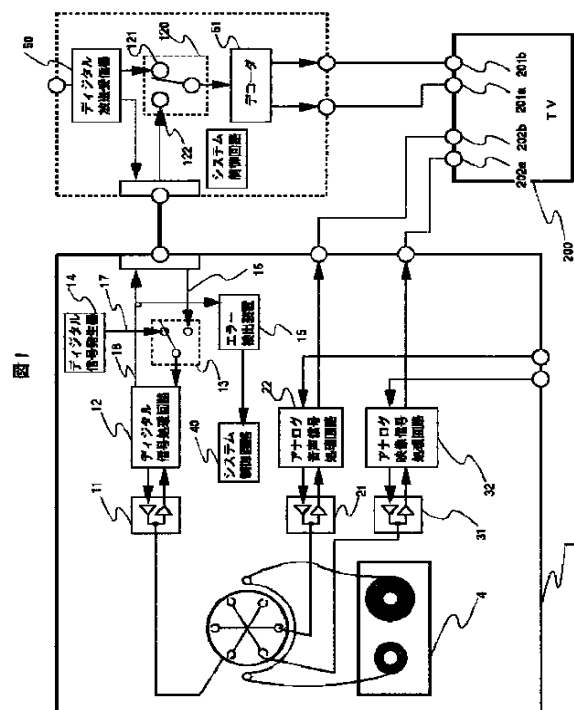 図1
14
ディジタル
信号発生器
17
18
12
ディジタル
信号処理回路
11
13
16
15
エラー
検出装置
40
システム
制御回路
22
アナログ
音声信号
処理回路
21
アナログ
映像信号
処理回路
32
31
4
1
50
ディジタル
放送受信器
121
120
122
システム
制御回路
51
デコーダ
201b
201a
202b
202a
TV
200